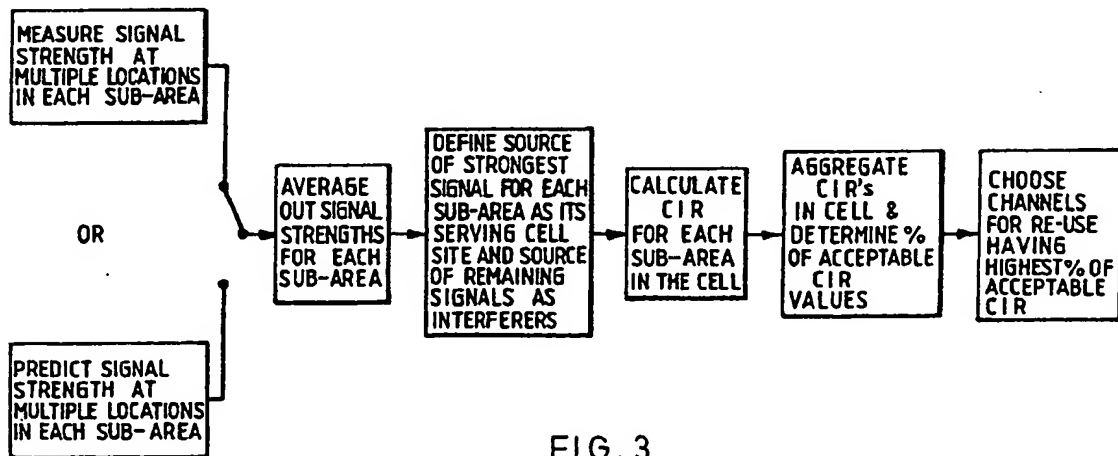 MEASURE SIGNAL
STRENGTH AT
MULTIPLE LOCATIONS
IN EACH SUB-AREA
OR
PREDICT SIGNAL
STRENGTH AT
MULTIPLE LOCATIONS
IN EACH SUB-AREA
AVERAGE
OUT SIGNAL
STRENGTHS
FOR EACH
SUB-AREA
DEFINE SOURCE
OF STRONGEST
SIGNAL FOR EACH
SUB-AREA AS ITS
SERVING CELL
SITE AND SOURCE
OF REMAINING
SIGNALS AS
INTERFERERS
CALCULATE
CIR
FOR EACH
SUB-AREA
IN THE CELL
AGGREGATE
CIR's
IN CELL &
DETERMINE %
OF ACCEPTABLE
CIR
VALUES
CHOOSE
CHANNELS
FOR RE-USE
HAVING
HIGHEST % OF
ACCEPTABLE
CIR
FIG. 3